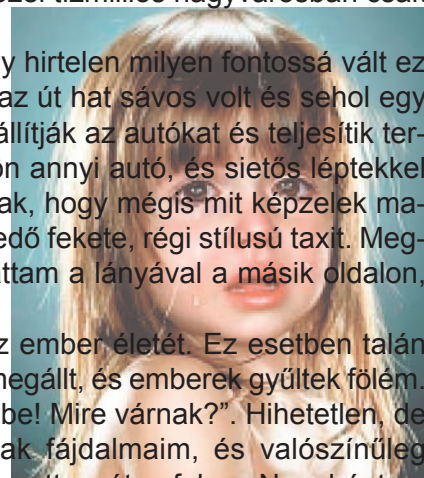 y hirtelen milyen fontossá vált ez
az út hat sávos volt és sehol egy
állítják az autókat és teljesítik ter-
on annyi autó, és sietős léptekkel
ak, hogy mégis mit képzelek ma-
edő fekete, régi stílusú taxit. Meg-
ttam a lányával a másik oldalon,
z ember életét. Ez esetben talán
negállt, és emberek gyűltek fölém.
be! Mire várnak?”. Hihetetlen, de
ak fájdalmaim, és valószínűleg